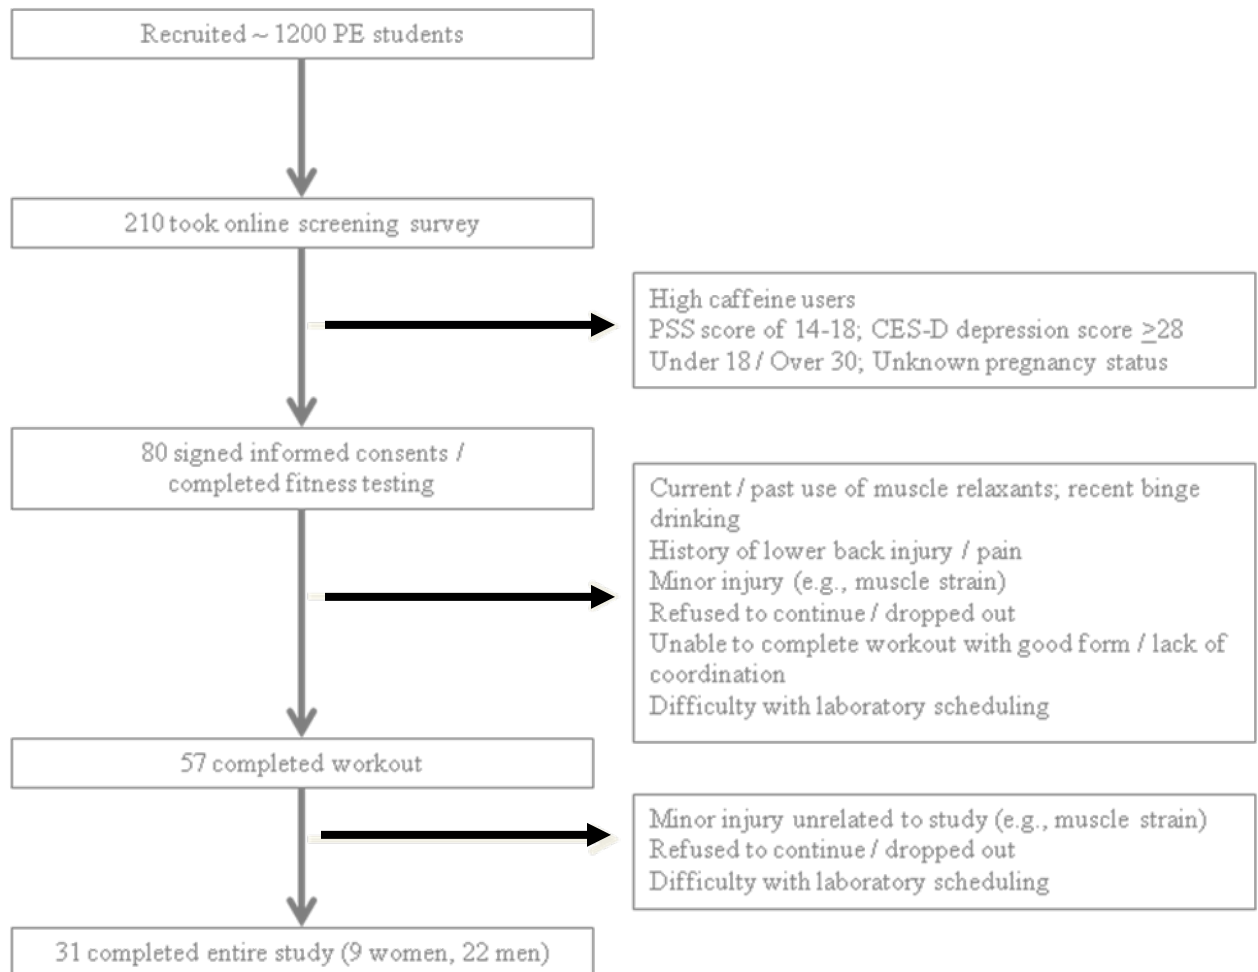 Recruited ~ 1200 PE students
210 took online screening survey
High caffeine users
PSS score of 14-18; CES-D depression score ≥28
Under 18 / Over 30; Unknown pregnancy status
80 signed informed consents /
completed fitness testing
Current / past use of muscle relaxants; recent binge
drinking
History of lower back injury / pain
Minor injury (e.g., muscle strain)
Refused to continue / dropped out
Unable to complete workout with good form / lack of
coordination
Difficulty with laboratory scheduling
57 completed workout
Minor injury unrelated to study (e.g., muscle strain)
Refused to continue / dropped out
Difficulty with laboratory scheduling
31 completed entire study (9 women, 22 men)